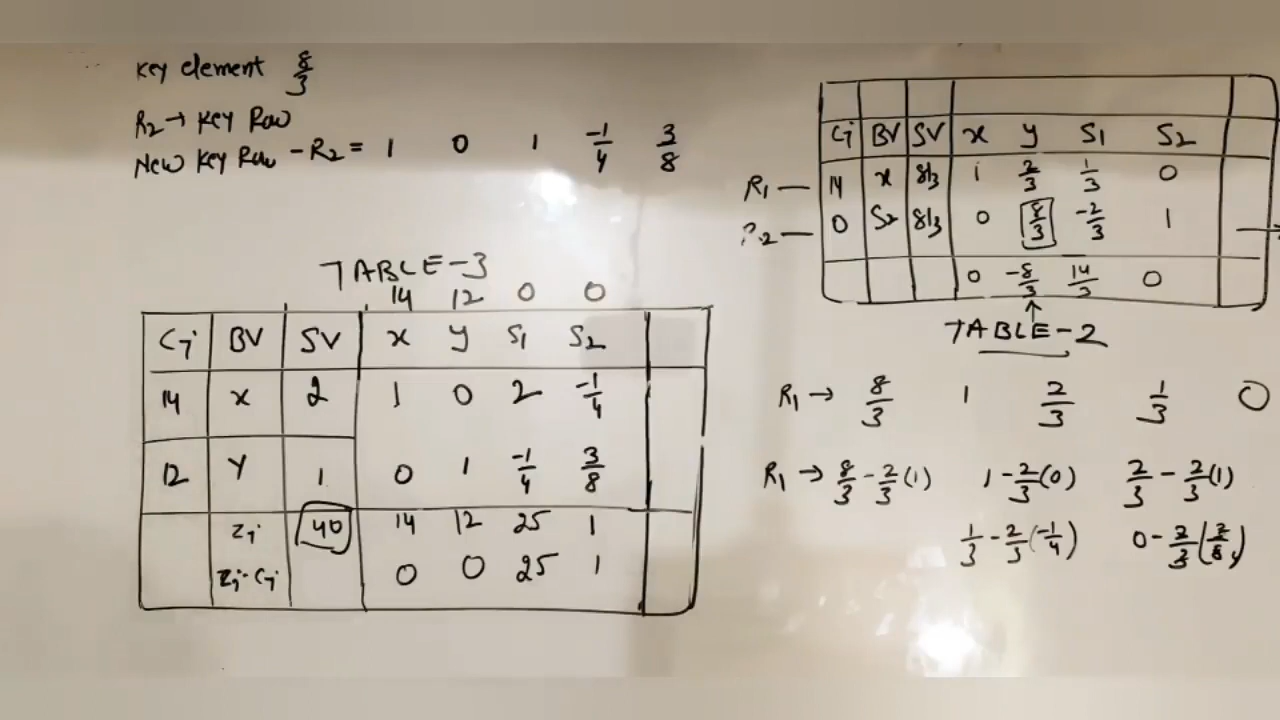 Key element 8/3
R2 → Key Row
New Key Row - R2 = 1 0 1 -1/4 3/8
TABLE-3
14 12 0 0
Cj BV SV x y S1 S2
14 x 2 1 0 2 -1/4
12 Y 1 0 1 -1/4 3/8
Zj 40 14 12 25 1
Zj-Cj 0 0 25 1
Cj BV SV x y S1 S2
R1 — 14 x 8/3 1 2/3 1/3 0
R2 — 0 S2 8/3 0 8/3 -2/3 1
0 -8/3 14/3 0
↑
TABLE-2
R1 → 8/3 1 2/3 1/3 0
R1 → 8/3 - 2/3(1) 1-2/3(0) 2/3 - 2/3(1)
1/3 - 2/3(-1/4) 0 - 2/3(3/8)